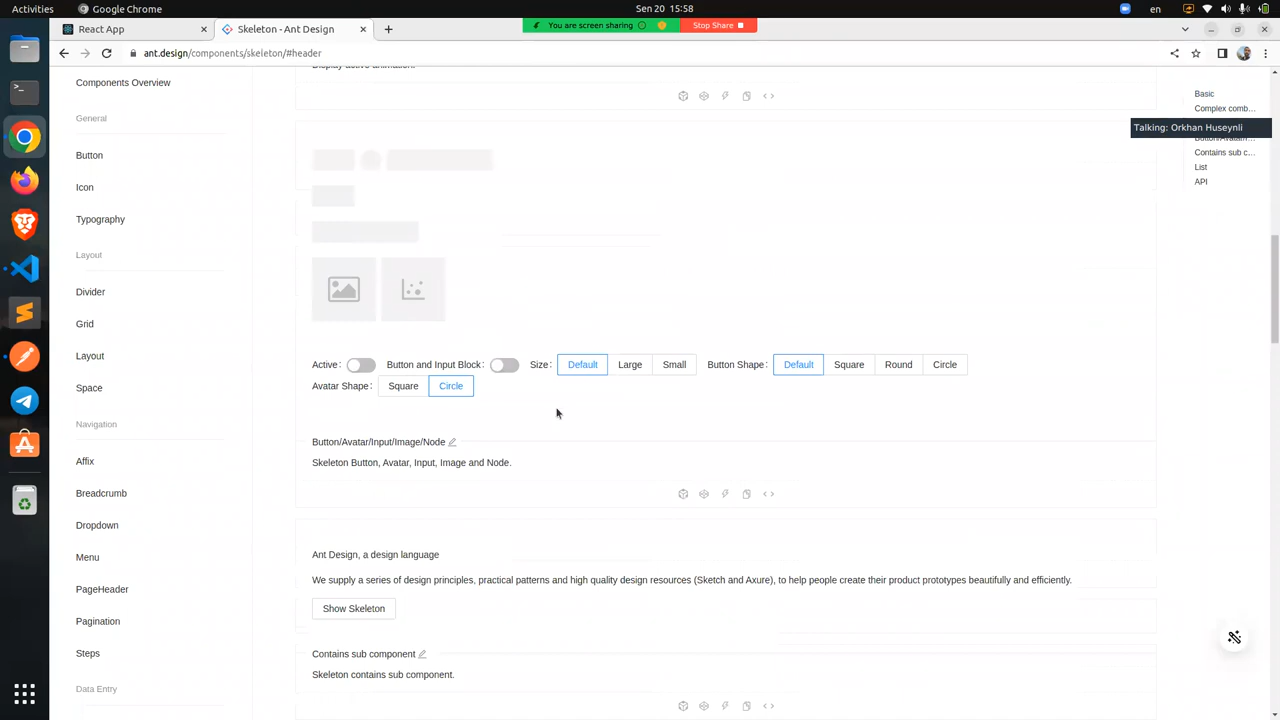 Activities
Google Chrome
Sen 20 15:58
en
You are screen sharing
Stop Share
React App
Skeleton - Ant Design
ant.design/components/skeleton/#header
Components Overview
General
Button
Icon
Typography
Layout
Divider
Grid
Layout
Space
Navigation
Affix
Breadcrumb
Dropdown
Menu
PageHeader
Pagination
Steps
Data Entry
Display active animation.
Active:
Button and Input Block:
Size:
Default
Large
Small
Button Shape:
Default
Square
Round
Circle
Avatar Shape:
Square
Circle
Button/Avatar/Input/Image/Node
Skeleton Button, Avatar, Input, Image and Node.
Ant Design, a design language
We supply a series of design principles, practical patterns and high quality design resources (Sketch and Axure), to help people create their product prototypes beautifully and efficiently.
Show Skeleton
Contains sub component
Skeleton contains sub component.
Basic
Complex comb...
Talking: Orkhan Huseynli
Contains sub c...
List
API